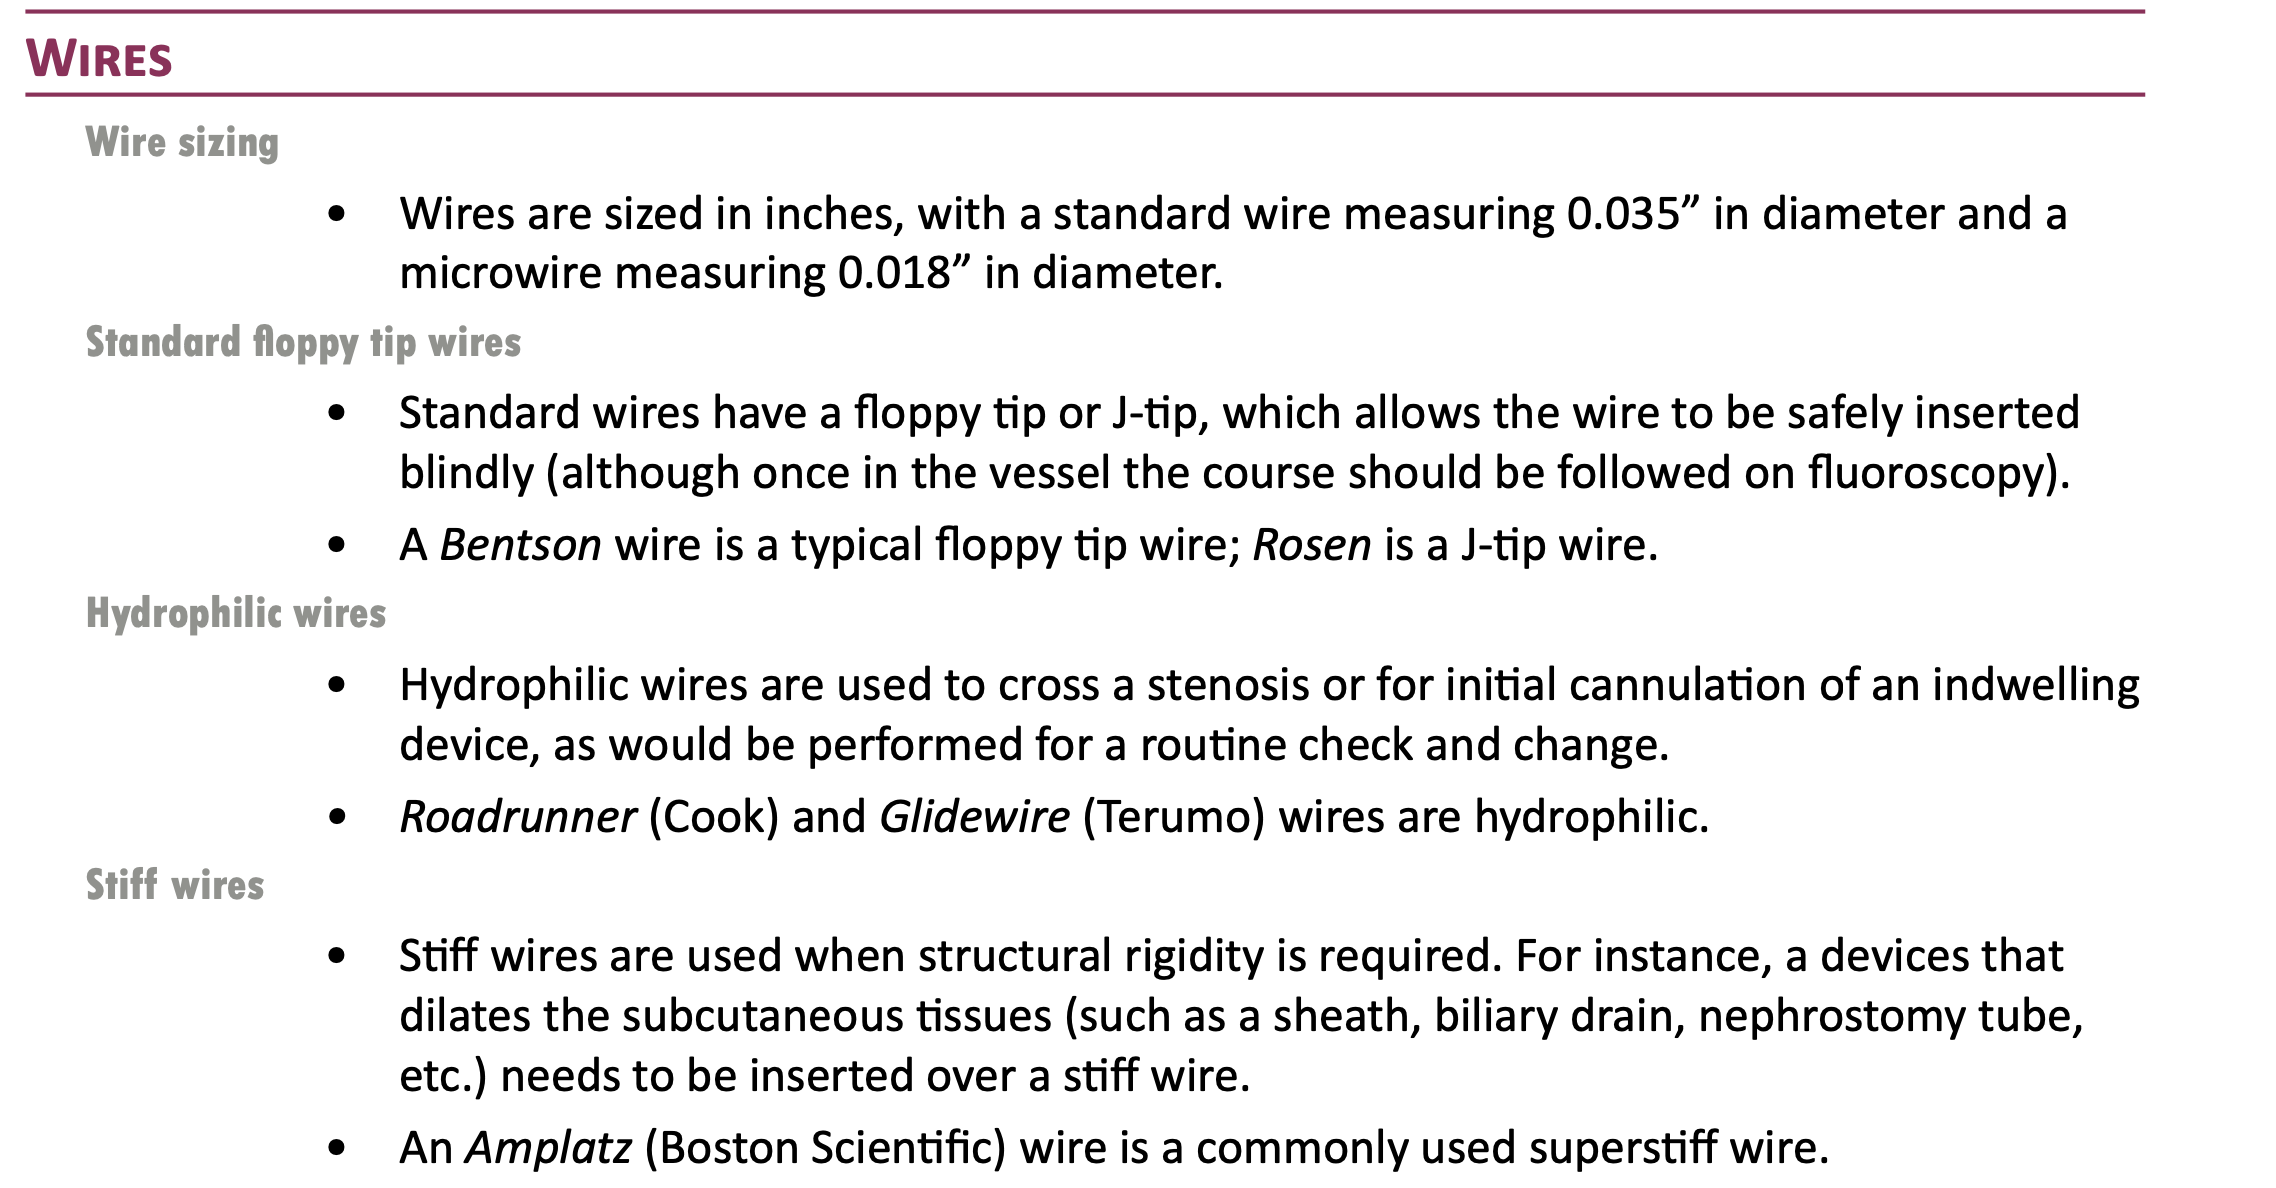 WIRES
Wire sizing
• Wires are sized in inches, with a standard wire measuring 0.035” in diameter and a
microwire measuring 0.018” in diameter.
Standard floppy tip wires
• Standard wires have a floppy tip or J-tip, which allows the wire to be safely inserted
blindly (although once in the vessel the course should be followed on fluoroscopy).
• A Bentson wire is a typical floppy tip wire; Rosen is a J-tip wire.
Hydrophilic wires
• Hydrophilic wires are used to cross a stenosis or for initial cannulation of an indwelling
device, as would be performed for a routine check and change.
• Roadrunner (Cook) and Glidewire (Terumo) wires are hydrophilic.
Stiff wires
• Stiff wires are used when structural rigidity is required. For instance, a devices that
dilates the subcutaneous tissues (such as a sheath, biliary drain, nephrostomy tube,
etc.) needs to be inserted over a stiff wire.
• An Amplatz (Boston Scientific) wire is a commonly used superstiff wire.